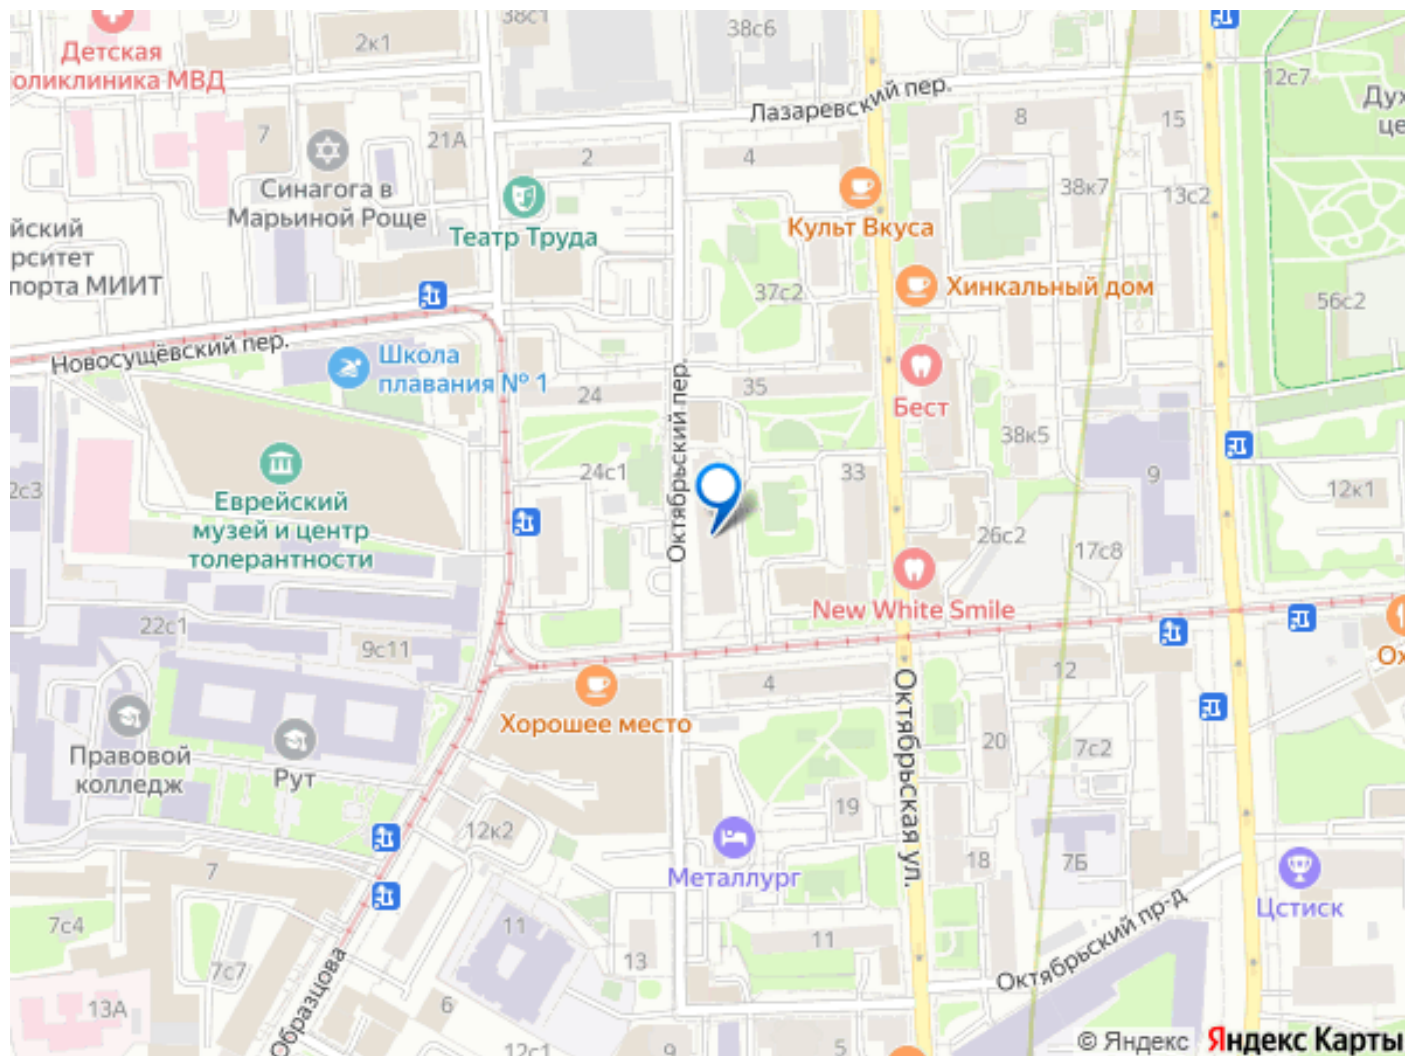 38с1
38с6
Детская
оликлиника МВД
2к1
12с7
Дух
це
Лазаревский пер.
8
15
7
21А
2
4
Синагога в
Марьиной Роще
38к7
13с2
йский
рситет
порта МИИТ
Театр Труда
Культ Вкуса
Хинкальный дом
37с2
56с2
Новосущёвский пер.
Школа
плавания № 1
24
35
Бест
Октябрьский пер.
38к5
2с3
Еврейский
музей и центр
толерантности
24с1
33
9
12к1
26с2
17с8
New White Smile
22с1
9с11
Ох
4
12
Хорошее место
Октябрьская ул.
20
7с2
Правовой
колледж
Рут
19
12к2
Металлург
18
7Б
7
Цстиск
7с4
11
11
Октябрьский пр-д
7с7
13
13А
Образцова
6
12с1
9
5
© Яндекс Яндекс Карты